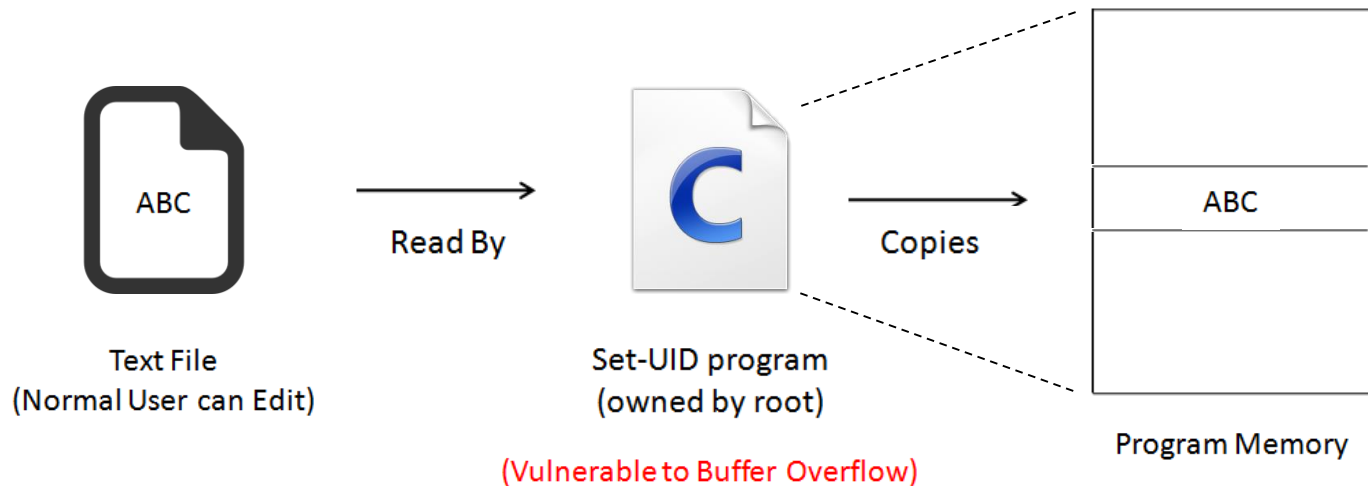 ABC
Read By
C
Copies
ABC
Text File
(Normal User can Edit)
Set-UID program
(owned by root)
(Vulnerable to Buffer Overflow)
Program Memory